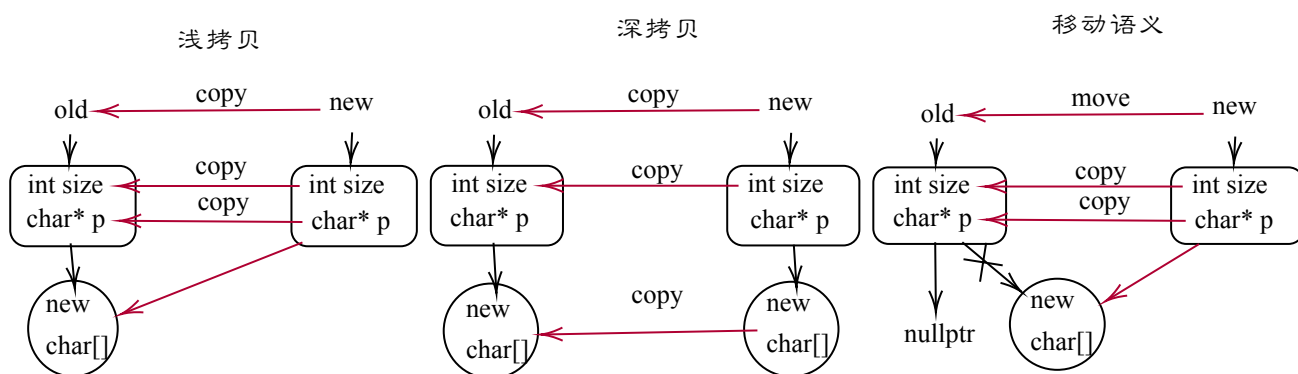 浅拷贝
old
copy
new
int size
copy
int size
char* p
copy
char* p
new
char[]
深拷贝
old
copy
new
int size
copy
int size
char* p
char* p
new
char[]
copy
new
char[]
移动语义
old
move
new
int size
copy
int size
char* p
copy
char* p
nullptr
new
char[]